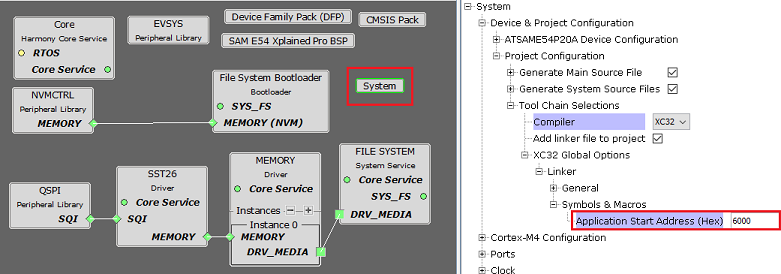 Core
Harmony Core Service
RTOS
Core Service
EVSYS
Peripheral Library
Device Family Pack (DFP)
CMSIS Pack
SAM E54 Xplained Pro BSP
NVMCTRL
Peripheral Library
MEMORY
File System Bootloader
Bootloader
SYS_FS
MEMORY (NVM)
System
QSPI
Peripheral Library
SQI
SST26
Driver
Core Service
SQI
MEMORY
MEMORY
Driver
Core Service
Instances
Instance 0
MEMORY
DRV_MEDIA
FILE SYSTEM
System Service
Core Service
SYS_FS
DRV_MEDIA
System
Device & Project Configuration
ATSAME54P20A Device Configuration
Project Configuration
Generate Main Source File
Generate System Source Files
Tool Chain Selections
Compiler XC32
Add linker file to project
XC32 Global Options
Linker
General
Symbols & Macros
Application Start Address (Hex) 6000
Cortex-M4 Configuration
Ports
Clock